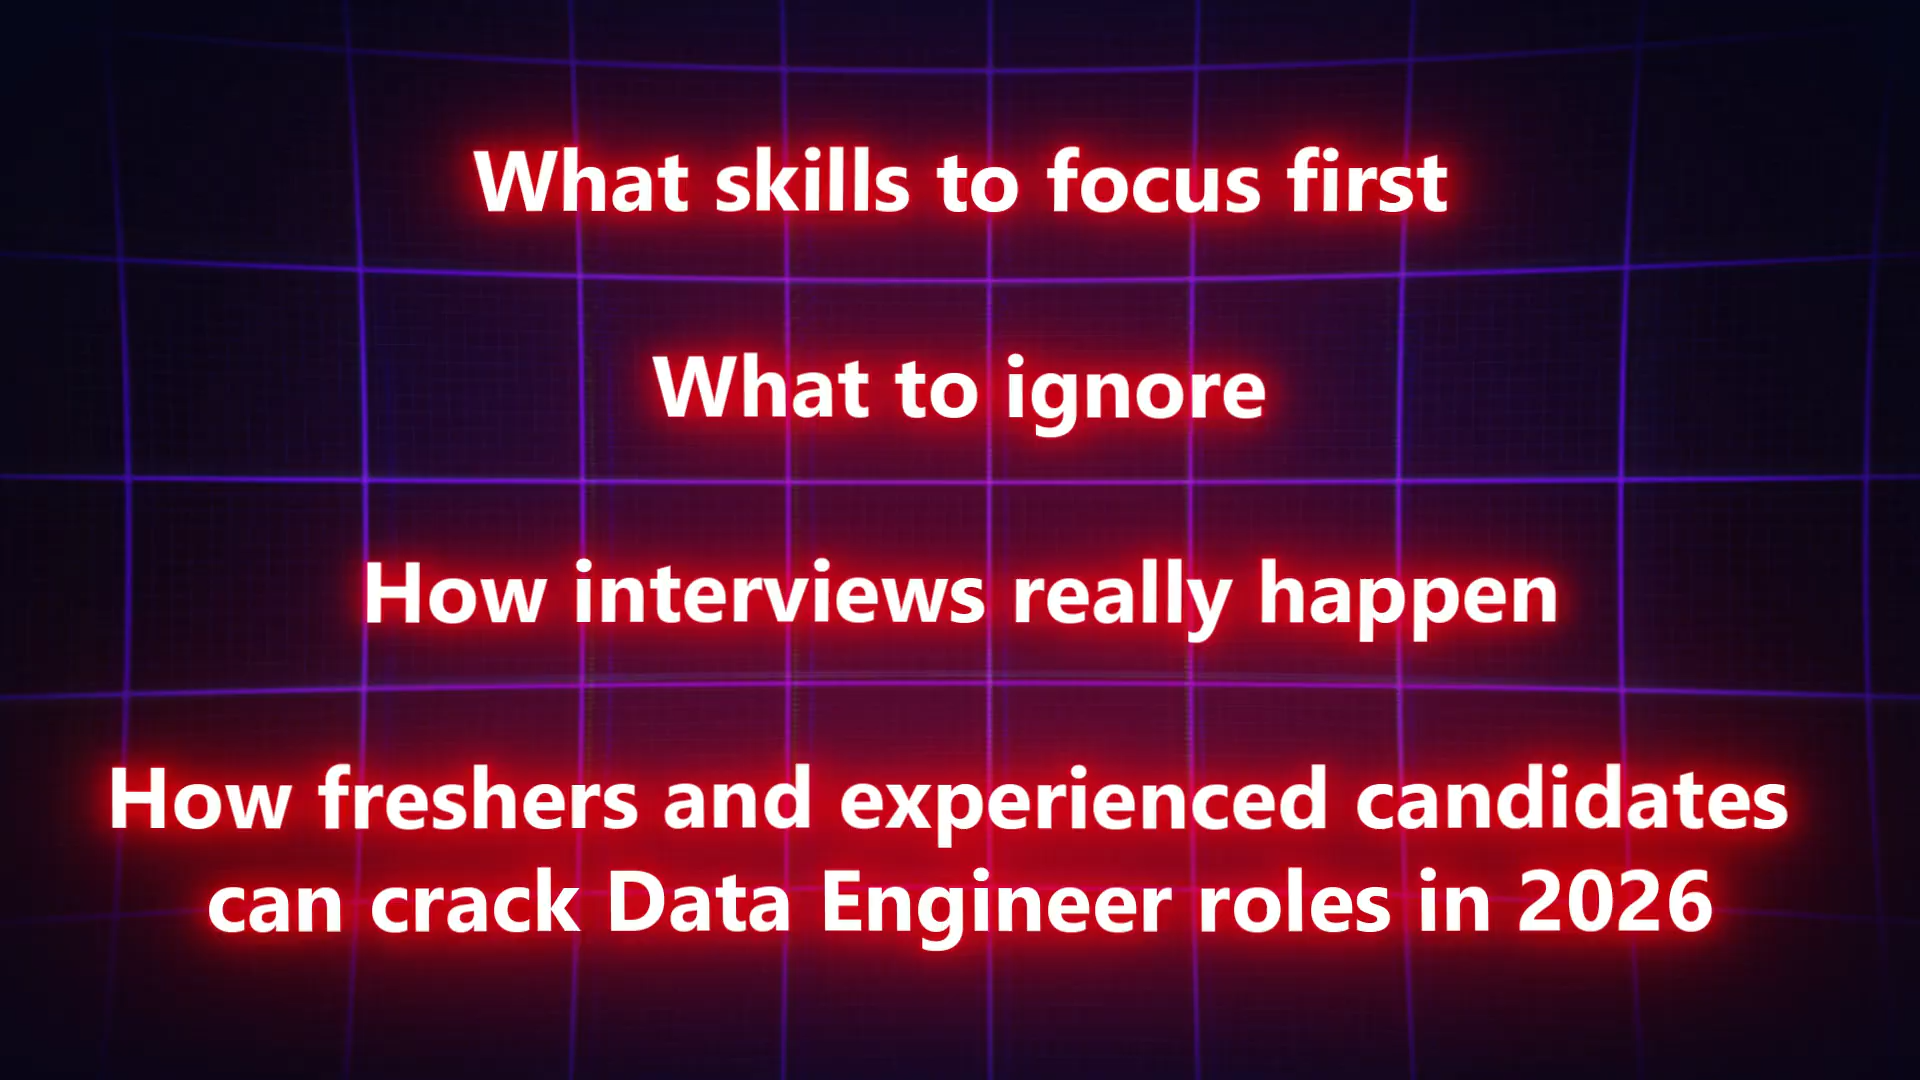 What skills to focus first
What to ignore
How interviews really happen
How freshers and experienced candidates
can crack Data Engineer roles in 2026